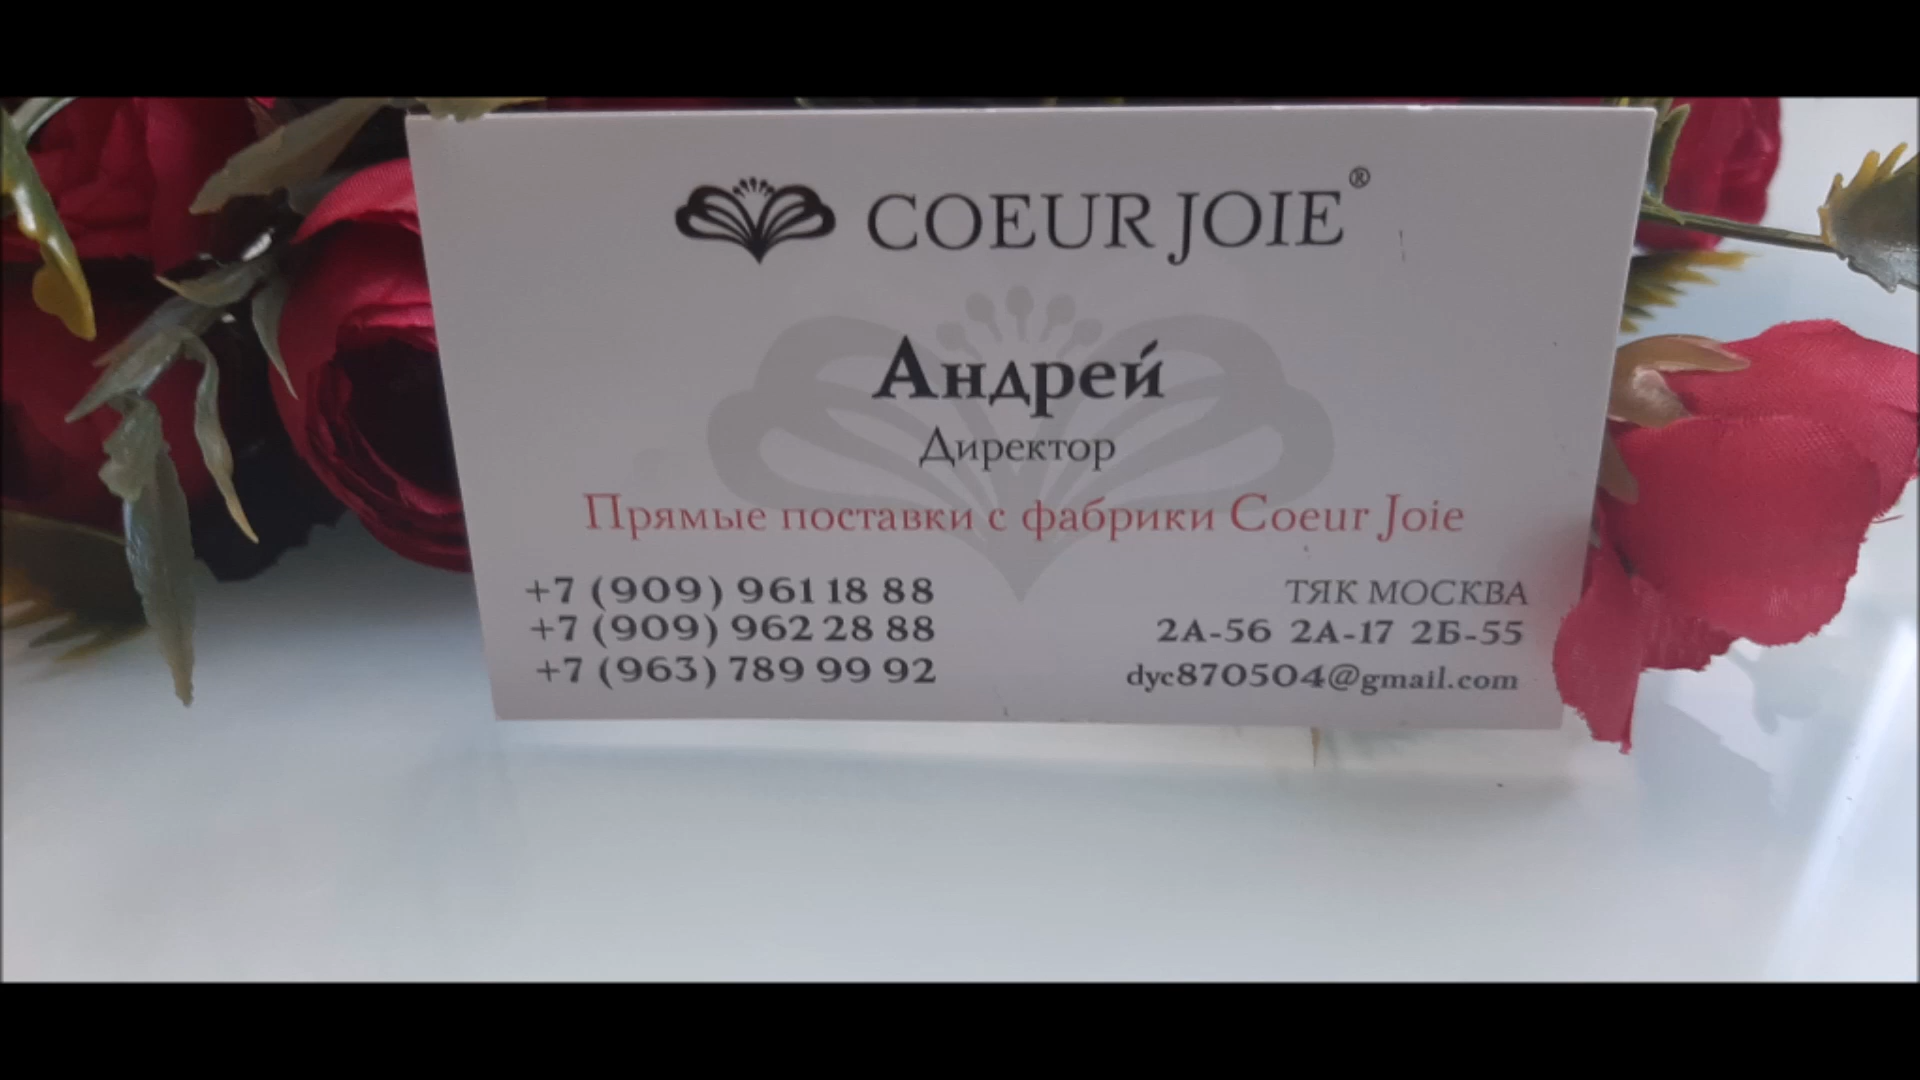 COEUR JOIE®
Андрей
Директор
Прямые поставки с фабрики Coeur Joie
+7 (909) 961 18 88
+7 (909) 962 28 88
+7 (963) 789 99 92
ТЯК МОСКВА
2А-56 2А-17 2Б-55
dyc870504@gmail.com